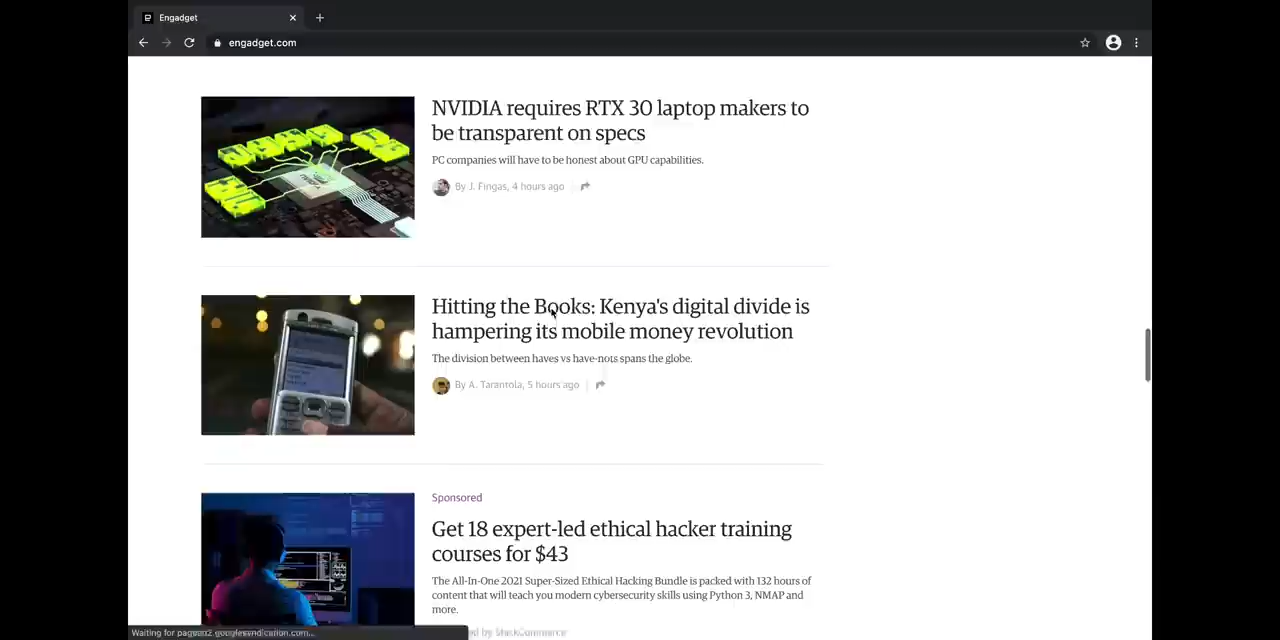 Engadget
engadget.com
NVIDIA requires RTX 30 laptop makers to
be transparent on specs
PC companies will have to be honest about GPU capabilities.
By J. Fingas, 4 hours ago
Hitting the Books: Kenya's digital divide is
hampering its mobile money revolution
The division between haves vs have-nots spans the globe.
By A. Tarantola, 5 hours ago
Sponsored
Get 18 expert-led ethical hacker training
courses for $43
The All-In-One 2021 Super-Sized Ethical Hacking Bundle is packed with 132 hours of
content that will teach you modern cybersecurity skills using Python 3, NMAP and
more.
by StackCommerce
Waiting for